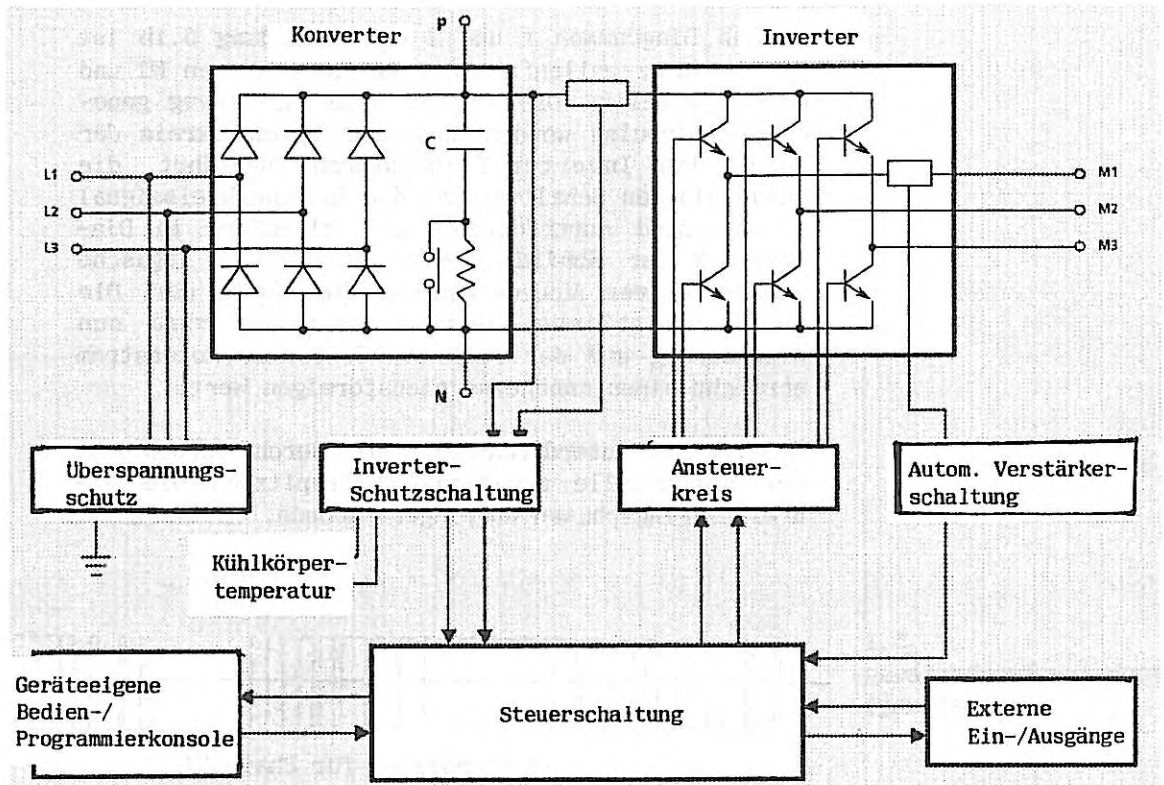 P
Konverter
Inverter
C
L1
L2
L3
M1
M2
M3
N
Überspannungs-
schutz
Inverter-
Schutzschaltung
Ansteuer-
kreis
Autom. Verstärker-
schaltung
Kühlkörper-
temperatur
Geräteeigene
Bedien-/
Programmierkonsole
Steuerschaltung
Externe
Ein-/Ausgänge